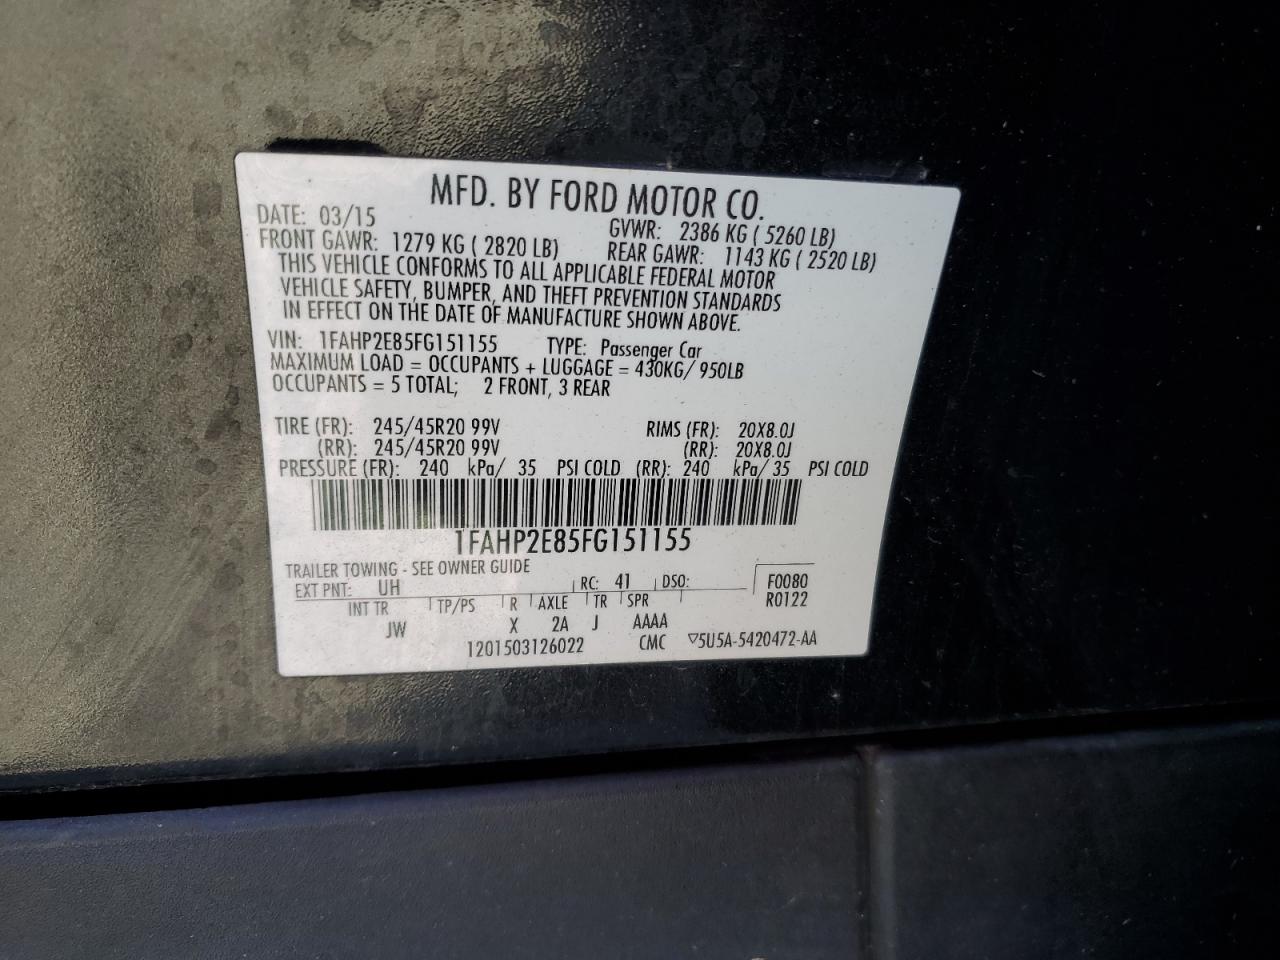 MFD. BY FORD MOTOR CO.
DATE: 03/15 GVWR: 2386 KG ( 5260 LB)
FRONT GAWR: 1279 KG ( 2820 LB) REAR GAWR: 1143 KG ( 2520 LB)
THIS VEHICLE CONFORMS TO ALL APPLICABLE FEDERAL MOTOR
VEHICLE SAFETY, BUMPER, AND THEFT PREVENTION STANDARDS
IN EFFECT ON THE DATE OF MANUFACTURE SHOWN ABOVE.
VIN: 1FAHP2E85FG151155 TYPE: Passenger Car
MAXIMUM LOAD = OCCUPANTS + LUGGAGE = 430KG/ 950LB
OCCUPANTS = 5 TOTAL; 2 FRONT, 3 REAR
TIRE (FR): 245/45R20 99V RIMS (FR): 20X8.0J
(RR): 245/45R20 99V (RR): 20X8.0J
PRESSURE (FR): 240 kPa/ 35 PSI COLD (RR): 240 kPa/ 35 PSI COLD
1FAHP2E85FG151155
TRAILER TOWING - SEE OWNER GUIDE
EXT PNT: UH RC: 41 DSO: F0080
INT TR TP/PS R AXLE TR SPR R0122
JW X 2A J AAAA
1201503126022 CMC ▽5U5A-5420472-AA